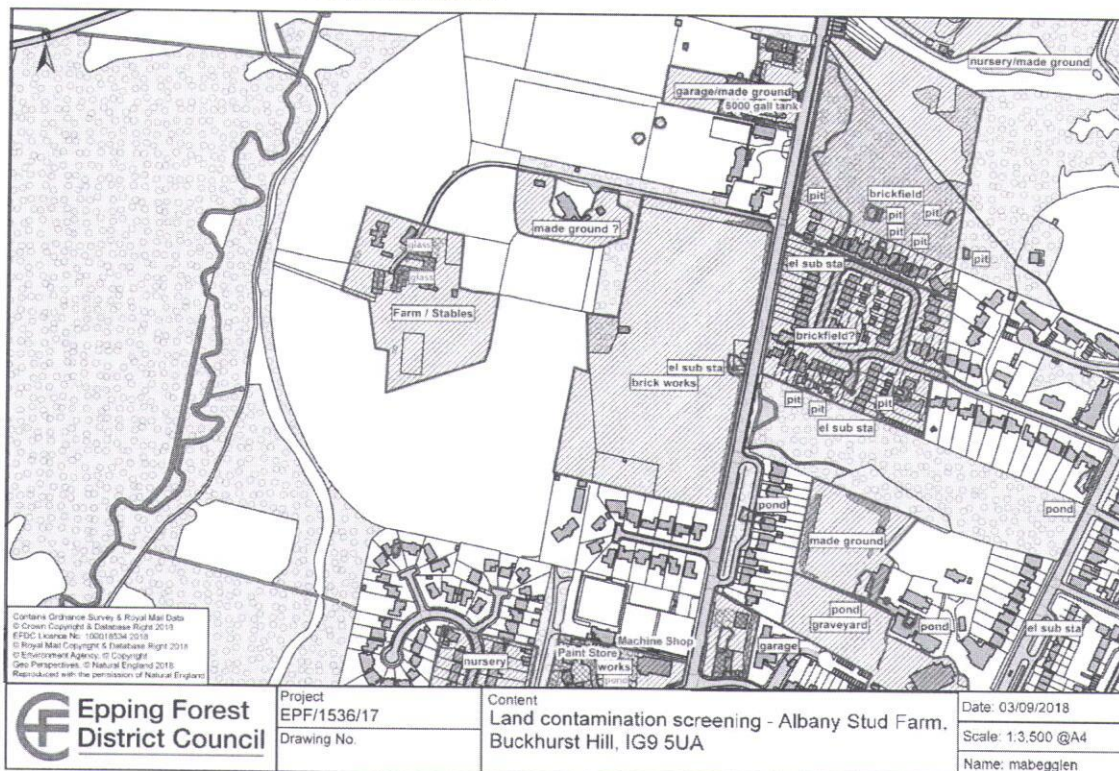 nursery/made ground
garage/made ground
6000 gall tank
pit
brickfield
pit
pit
pit
pit
pit
made ground ?
glass
glass
el sub sta
Farm / Stables
brickfield?
el sub sta
brick works
pit
pit
pit
el sub sta
pond
pond
made ground
pond
graveyard
pond
el sub sta
Machine Shop
Paint Store
works
pond
garage
nursery
Contains Ordnance Survey & Royal Mail Data
© Crown Copyright & Database Right 2018
EFDC Licence No: 100018534 2018
© Royal Mail Copyright & Database Right 2018
© Environment Agency, © Copyright
Geo Perspectives, © Natural England 2018
Reproduced with the permission of Natural England
Epping Forest
District Council
Project
EPF/1536/17
Drawing No.
Content
Land contamination screening - Albany Stud Farm.
Buckhurst Hill, IG9 5UA
Date: 03/09/2018
Scale: 1:3,500 @A4
Name: mabegglen